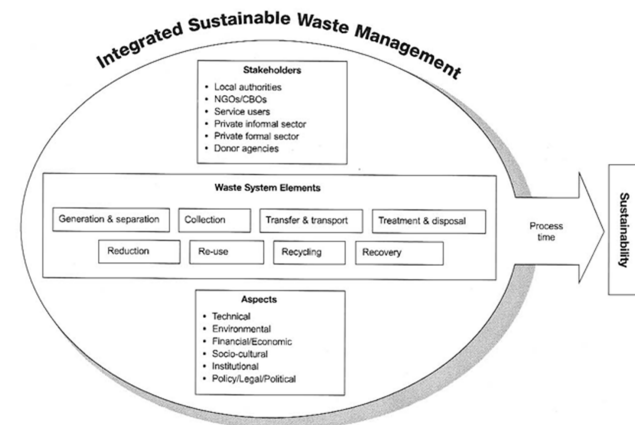 Integrated Sustainable Waste Management
Stakeholders
• Local authorities
• NGOs/CBOs
• Service users
• Private informal sector
• Private formal sector
• Donor agencies
Waste System Elements
Generation & separation
Collection
Transfer & transport
Treatment & disposal
Reduction
Re-use
Recycling
Recovery
Process
time
Sustainability
Aspects
• Technical
• Environmental
• Financial/Economic
• Socio-cultural
• Institutional
• Policy/Legal/Political